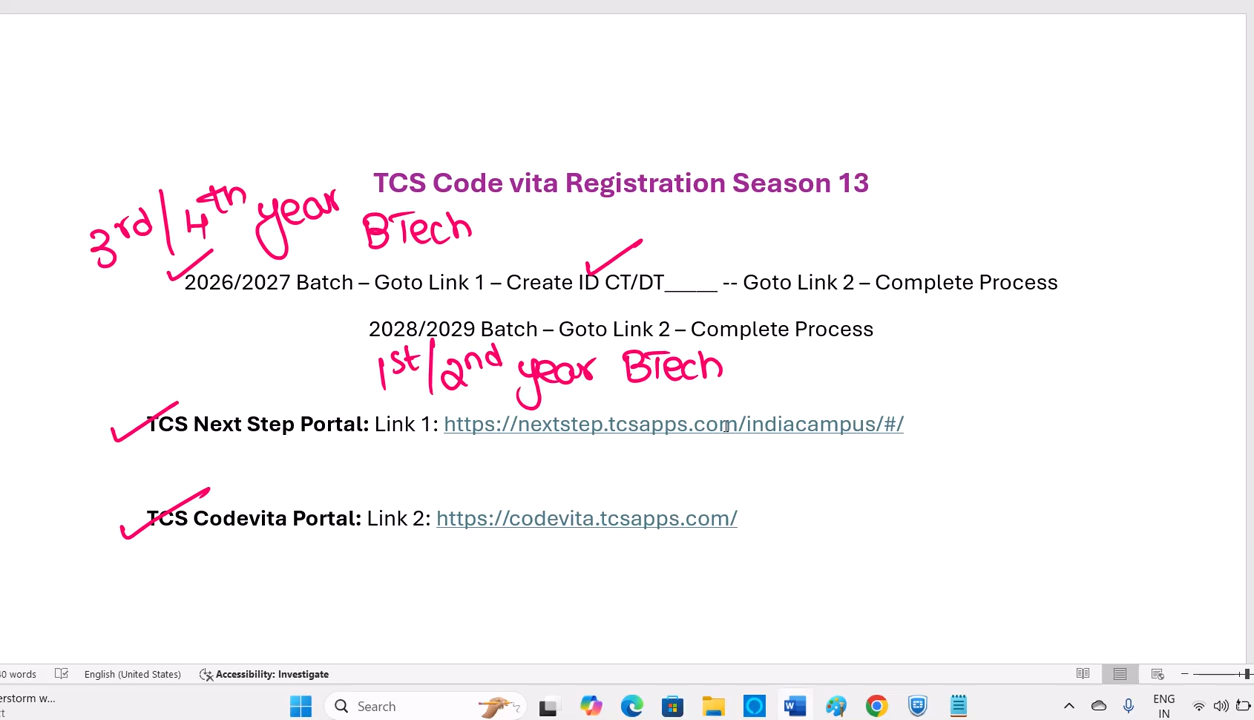 TCS Code vita Registration Season 13
3rd/4th year BTech
2026/2027 Batch – Goto Link 1 – Create ID CT/DT_____ -- Goto Link 2 – Complete Process
2028/2029 Batch – Goto Link 2 – Complete Process
1st/2nd year BTech
TCS Next Step Portal: Link 1: https://nextstep.tcsapps.com/indiacampus/#/
TCS Codevita Portal: Link 2: https://codevita.tcsapps.com/
40 words English (United States) Accessibility: Investigate
erstorm w...
Search
ENG
IN